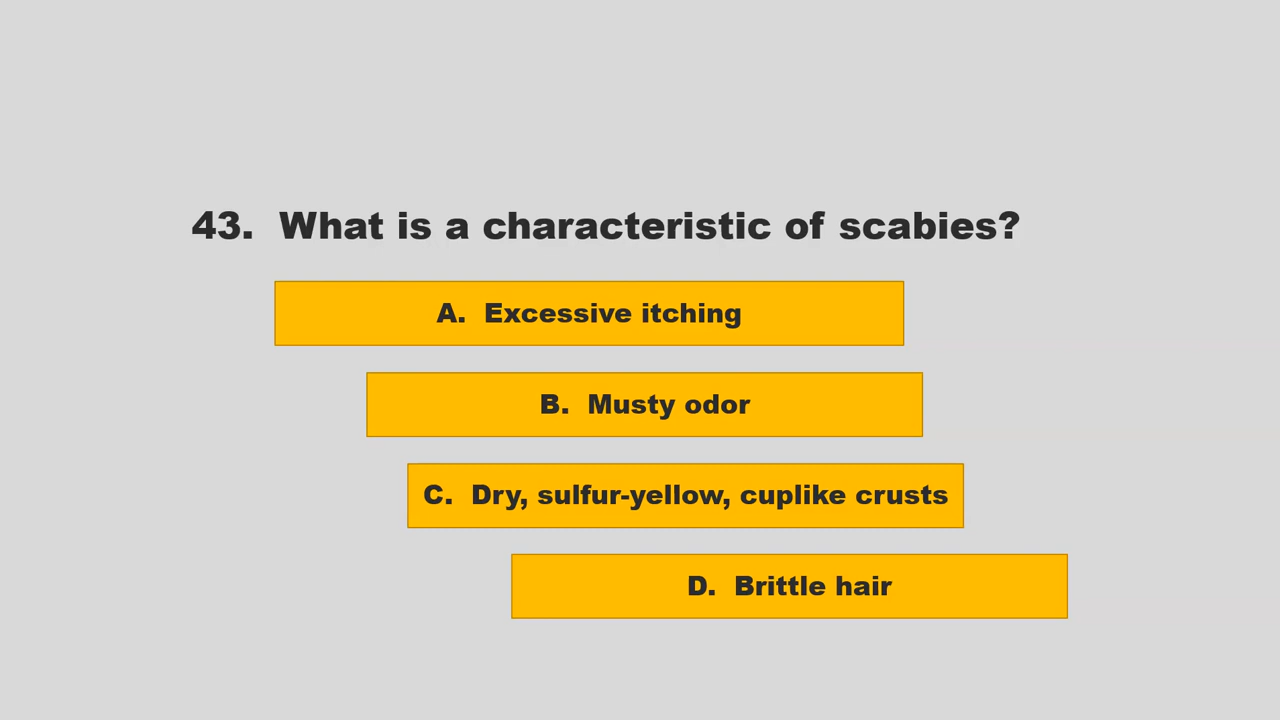 43.  What is a characteristic of scabies?
A.  Excessive itching
B.  Musty odor
C.  Dry, sulfur-yellow, cuplike crusts
D.  Brittle hair